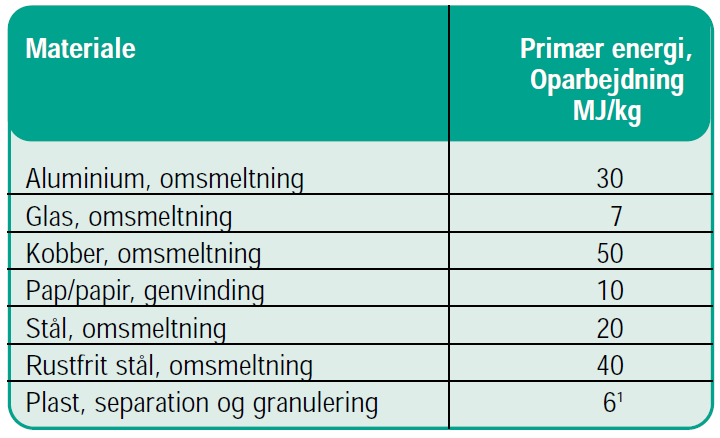 Materiale
Primær energi,
Oparbejdning
MJ/kg
Aluminium, omsmeltning 30
Glas, omsmeltning 7
Kobber, omsmeltning 50
Pap/papir, genvinding 10
Stål, omsmeltning 20
Rustfrit stål, omsmeltning 40
Plast, separation og granulering 6¹